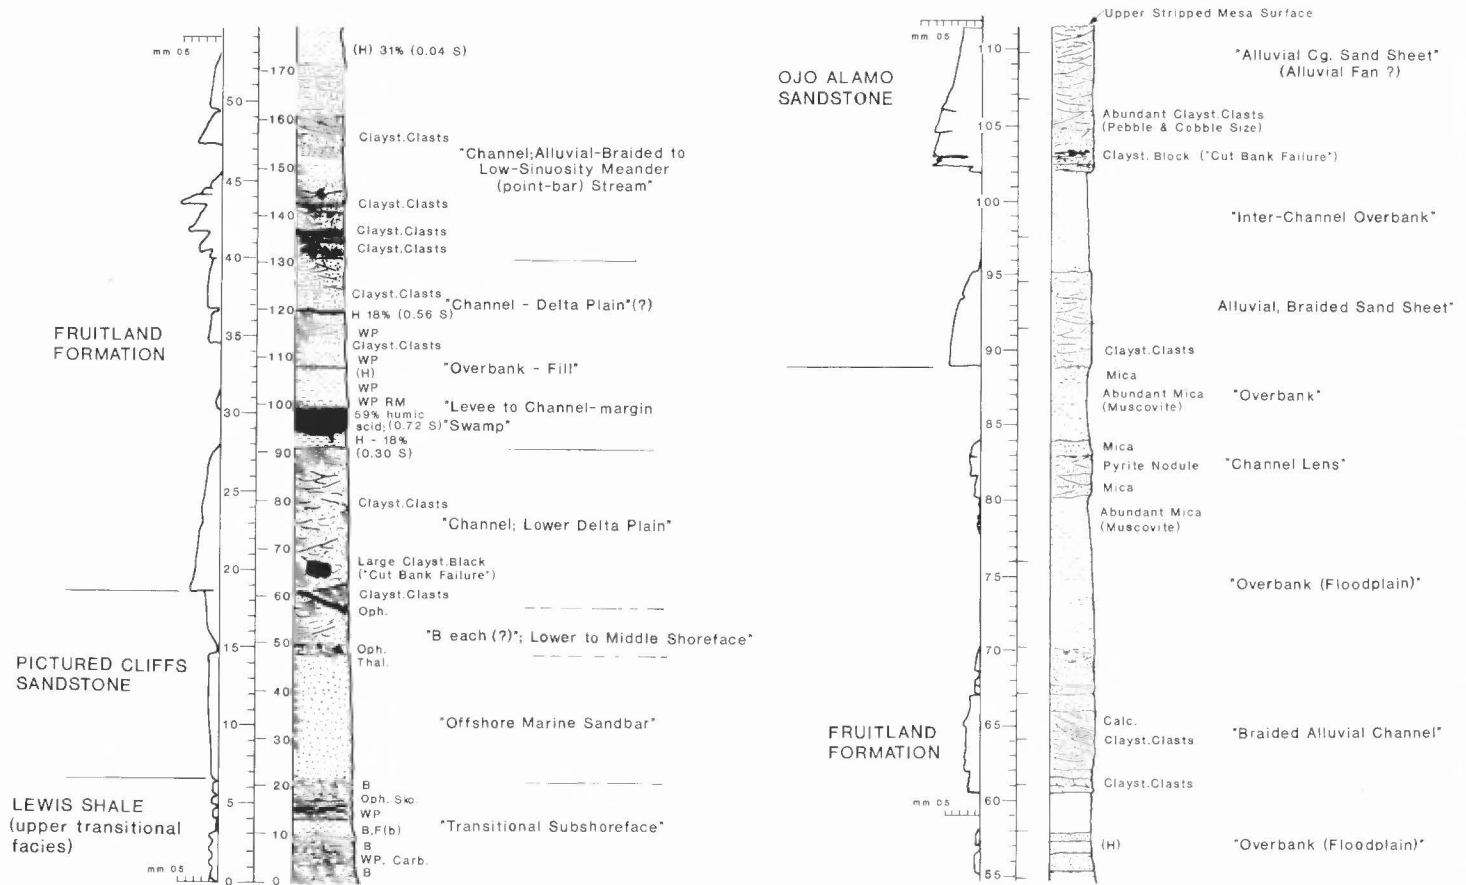 mm 05
(H) 31% (0.04 S)
170
50
160
Clayst.Clasts
"Channel;Alluvial-Braided to
Low-Sinuosity Meander
(point-bar) Stream"
150
45
Clayst.Clasts
140
Clayst.Clasts
Clayst.Clasts
40
130
Clayst.Clasts
"Channel - Delta Plain"(?)
120
H 18% (0.56 S)
FRUITLAND
FORMATION
35
WP
Clayst.Clasts
110
WP
(H)
"Overbank - Fill"
WP
100
WP RM
"Levee to Channel-margin
30
59% humic
acid;(0.72 S)
"Swamp"
H - 18%
90
(0.30 S)
25
80
Clayst.Clasts
"Channel; Lower Delta Plain"
70
20
Large Clayst.Black
("Cut Bank Failure")
60
Clayst.Clasts
Oph.
"B each (?)"; Lower to Middle Shoreface"
50
15
Oph.
Thal.
PICTURED CLIFFS
SANDSTONE
40
10
"Offshore Marine Sandbar"
30
20
B
LEWIS SHALE
(upper transitional
facies)
5
Oph. Sko.
WP
"Transitional Subshoreface"
10
B,F(b)
B
WP. Carb.
mm 05
0
0
B
Upper Stripped Mesa Surface
mm 05
110
"Alluvial Cg. Sand Sheet"
(Alluvial Fan ?)
OJO ALAMO
SANDSTONE
Abundant Clayst.Clasts
(Pebble & Cobble Size)
105
Clayst. Block ("Cut Bank Failure")
100
"Inter-Channel Overbank"
95
Alluvial, Braided Sand Sheet"
90
Clayst.Clasts
Mica
Abundant Mica
(Muscovite)
"Overbank"
85
Mica
Pyrite Nodule
"Channel Lens"
Mica
80
Abundant Mica
(Muscovite)
75
"Overbank (Floodplain)"
70
FRUITLAND
FORMATION
65
Calc.
Clayst.Clasts
"Braided Alluvial Channel"
Clayst.Clasts
mm 05
60
(H)
"Overbank (Floodplain)"
55